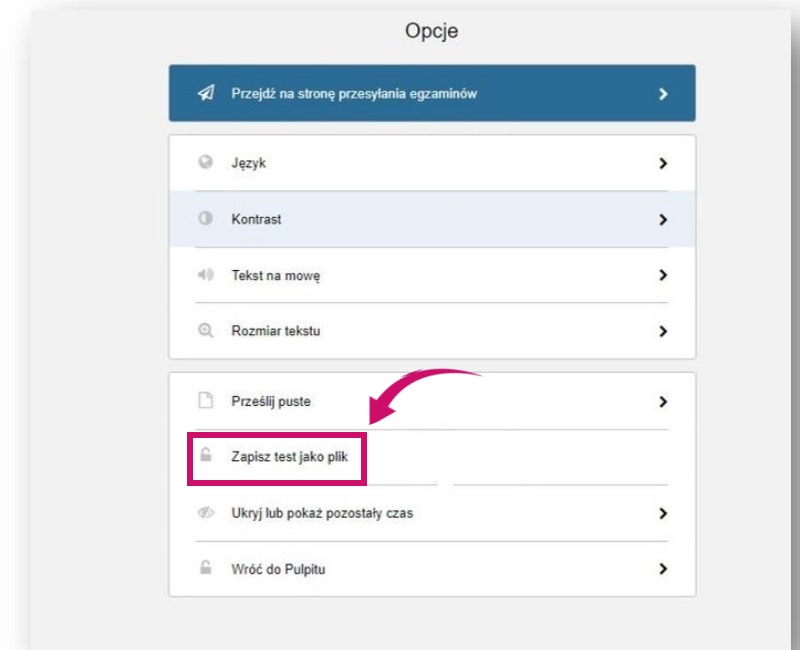 Opcje
Przejdź na stronę przesyłania egzaminów
Język
Kontrast
Tekst na mowę
Rozmiar tekstu
Prześlij puste
Zapisz test jako plik
Ukryj lub pokaż pozostały czas
Wróć do Pulpitu